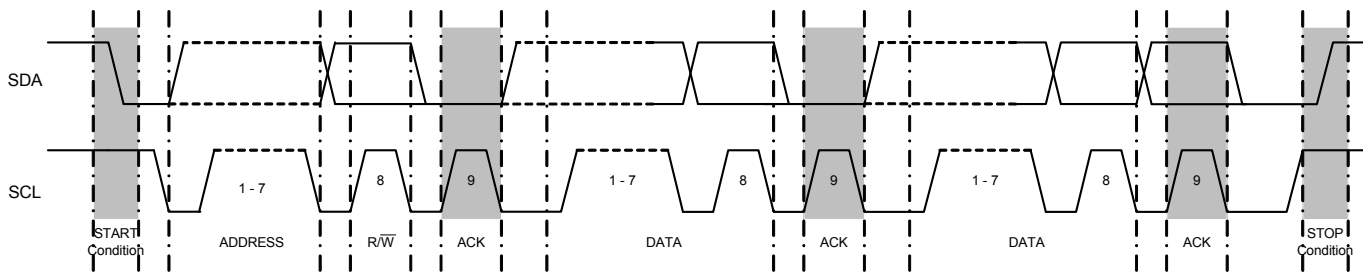 SDA
SCL
1 - 7
8
9
1 - 7
8
9
1 - 7
8
9
START
Condition
ADDRESS
R/W̅
ACK
DATA
ACK
DATA
ACK
STOP
Condition